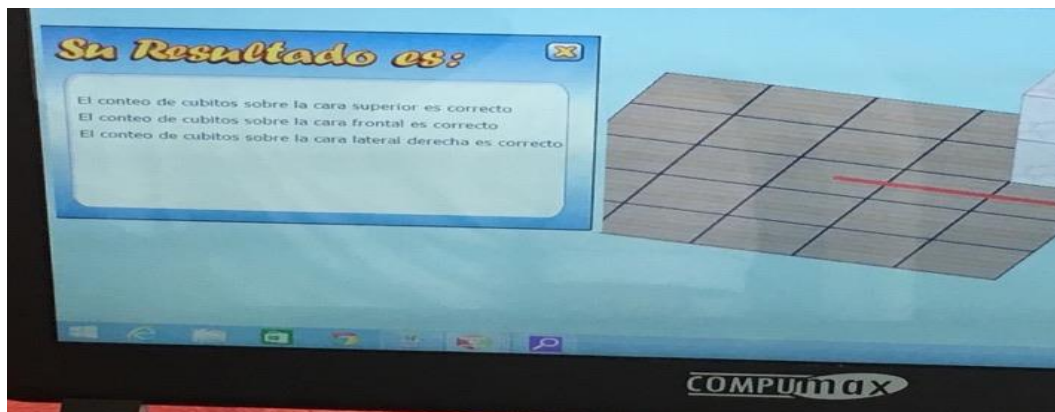 Su Resultado es:
El conteo de cubitos sobre la cara superior es correcto
El conteo de cubitos sobre la cara frontal es correcto
El conteo de cubitos sobre la cara lateral derecha es correcto
COMPUmax